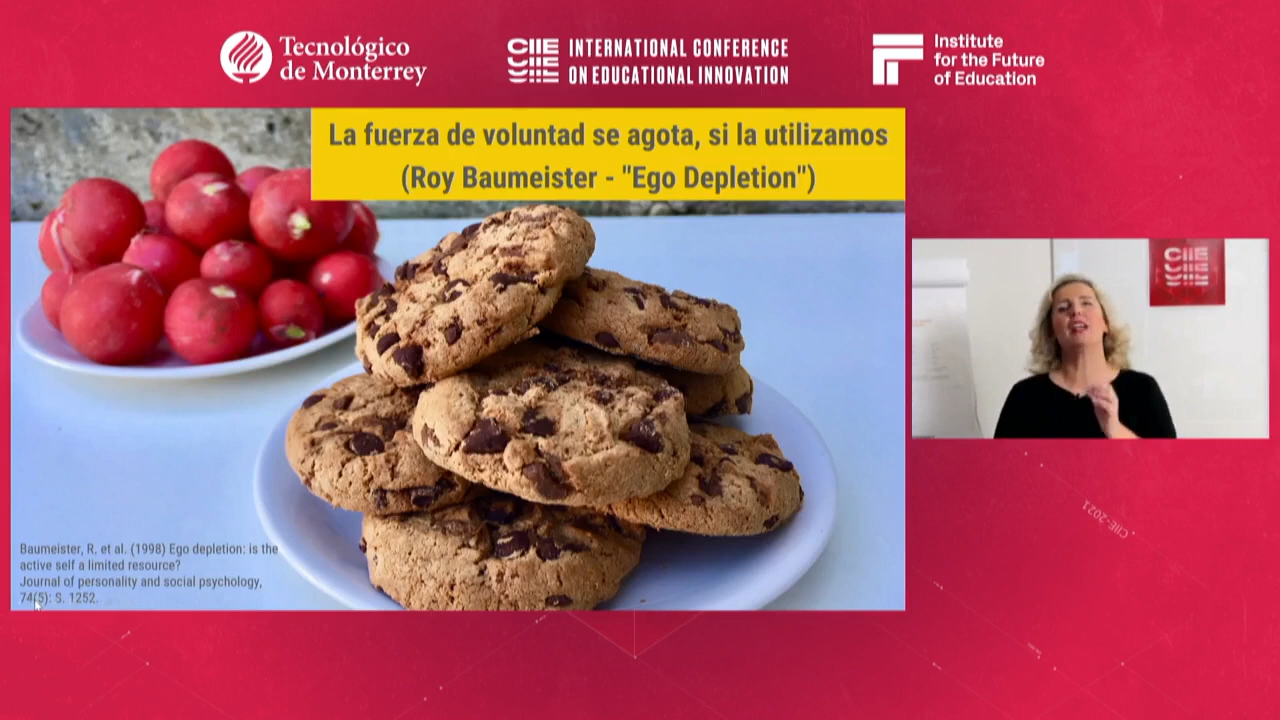 Tecnológico
de Monterrey
CIIE
INTERNATIONAL CONFERENCE
ON EDUCATIONAL INNOVATION
Institute
for the Future
of Education
La fuerza de voluntad se agota, si la utilizamos
(Roy Baumeister - "Ego Depletion")
CIIE
Baumeister, R. et al. (1998) Ego depletion: is the
active self a limited resource?
Journal of personality and social psychology,
74(5): S. 1252.
CIIE-2021